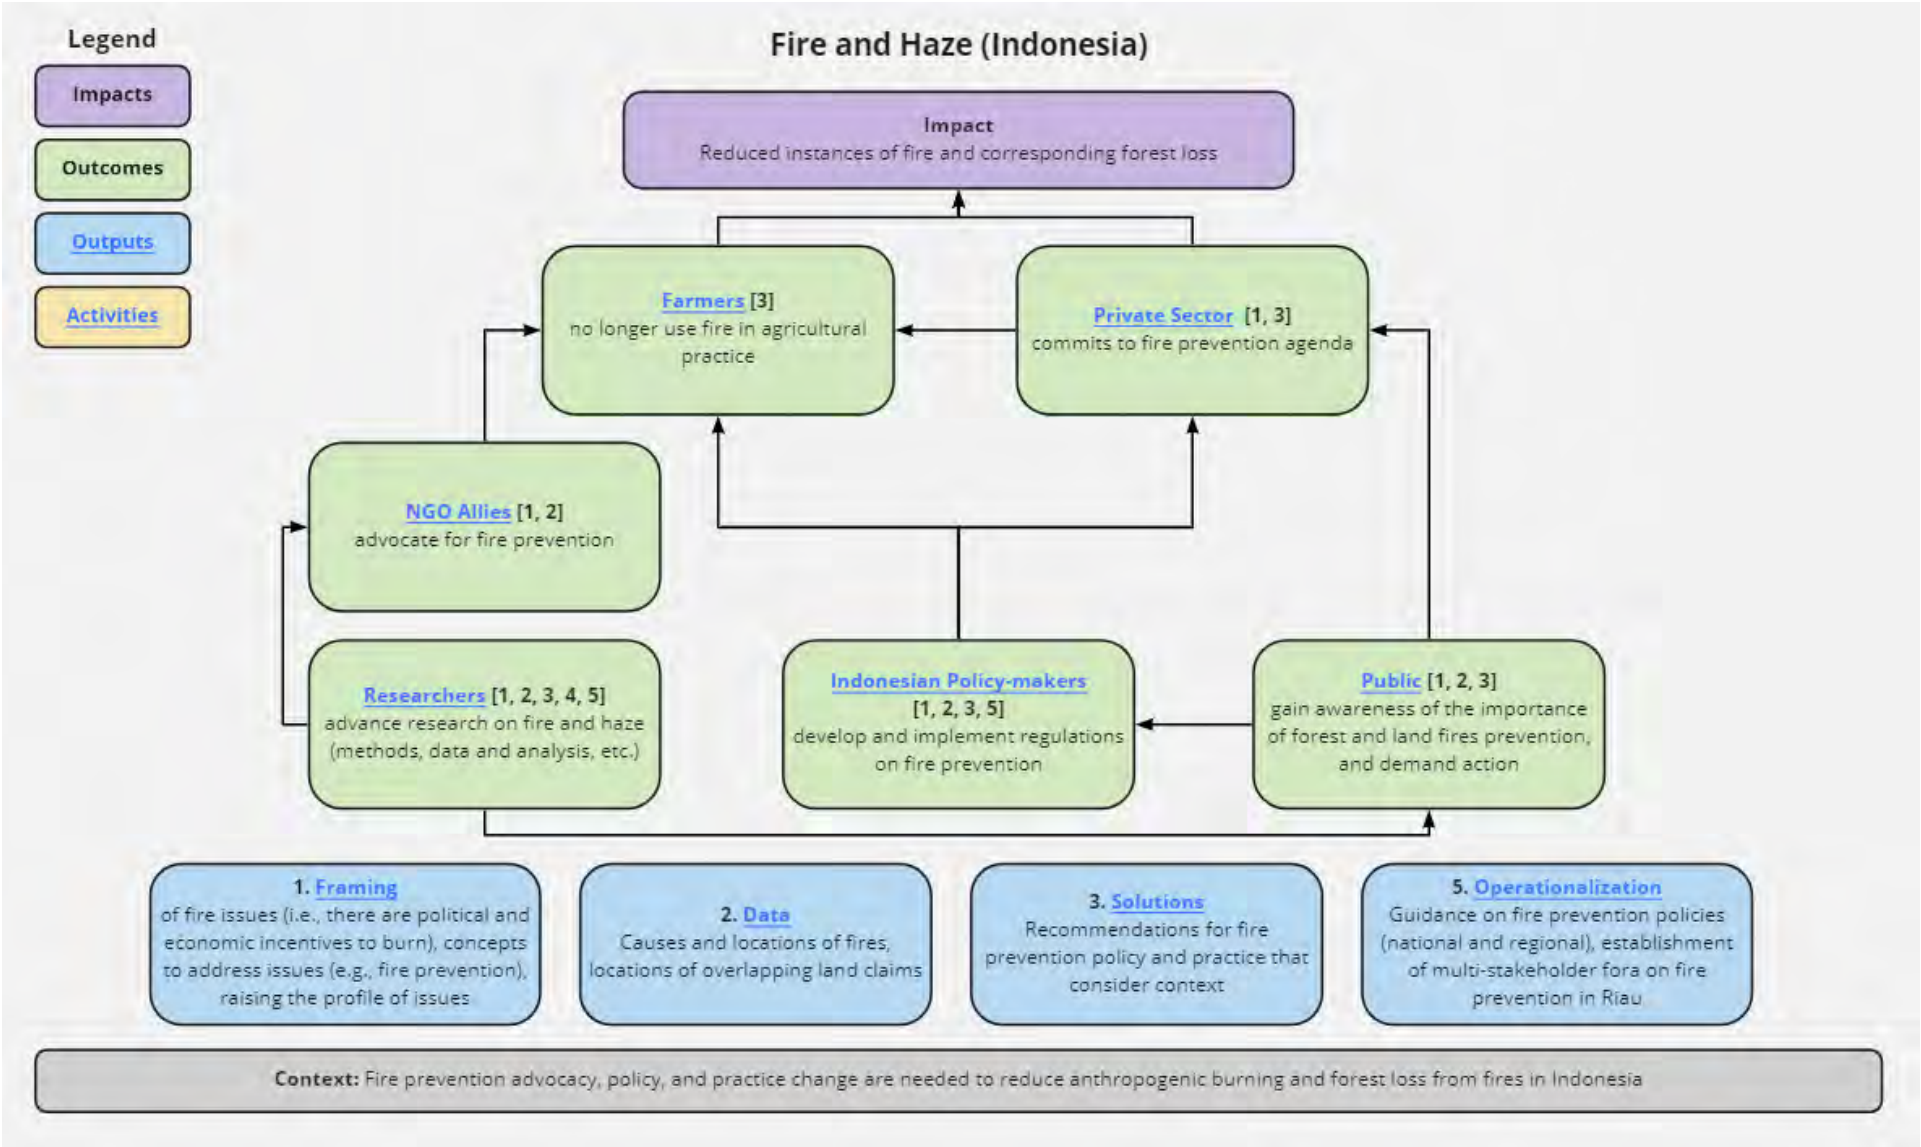 Legend
Impacts
Outcomes
Outputs
Activities
Fire and Haze (Indonesia)
Impact
Reduced instances of fire and corresponding forest loss
Farmers [3]
no longer use fire in agricultural
practice
Private Sector [1, 3]
commits to fire prevention agenda
NGO Allies [1, 2]
advocate for fire prevention
Researchers [1, 2, 3, 4, 5]
advance research on fire and haze
(methods, data and analysis, etc.)
Indonesian Policy-makers
[1, 2, 3, 5]
develop and implement regulations
on fire prevention
Public [1, 2, 3]
gain awareness of the importance
of forest and land fires prevention,
and demand action
1. Framing
of fire issues (i.e., there are political and
economic incentives to burn), concepts
to address issues (e.g., fire prevention),
raising the profile of issues
2. Data
Causes and locations of fires,
locations of overlapping land claims
3. Solutions
Recommendations for fire
prevention policy and practice that
consider context
5. Operationalization
Guidance on fire prevention policies
(national and regional), establishment
of multi-stakeholder fora on fire
prevention in Riau
Context: Fire prevention advocacy, policy, and practice change are needed to reduce anthropogenic burning and forest loss from fires in Indonesia